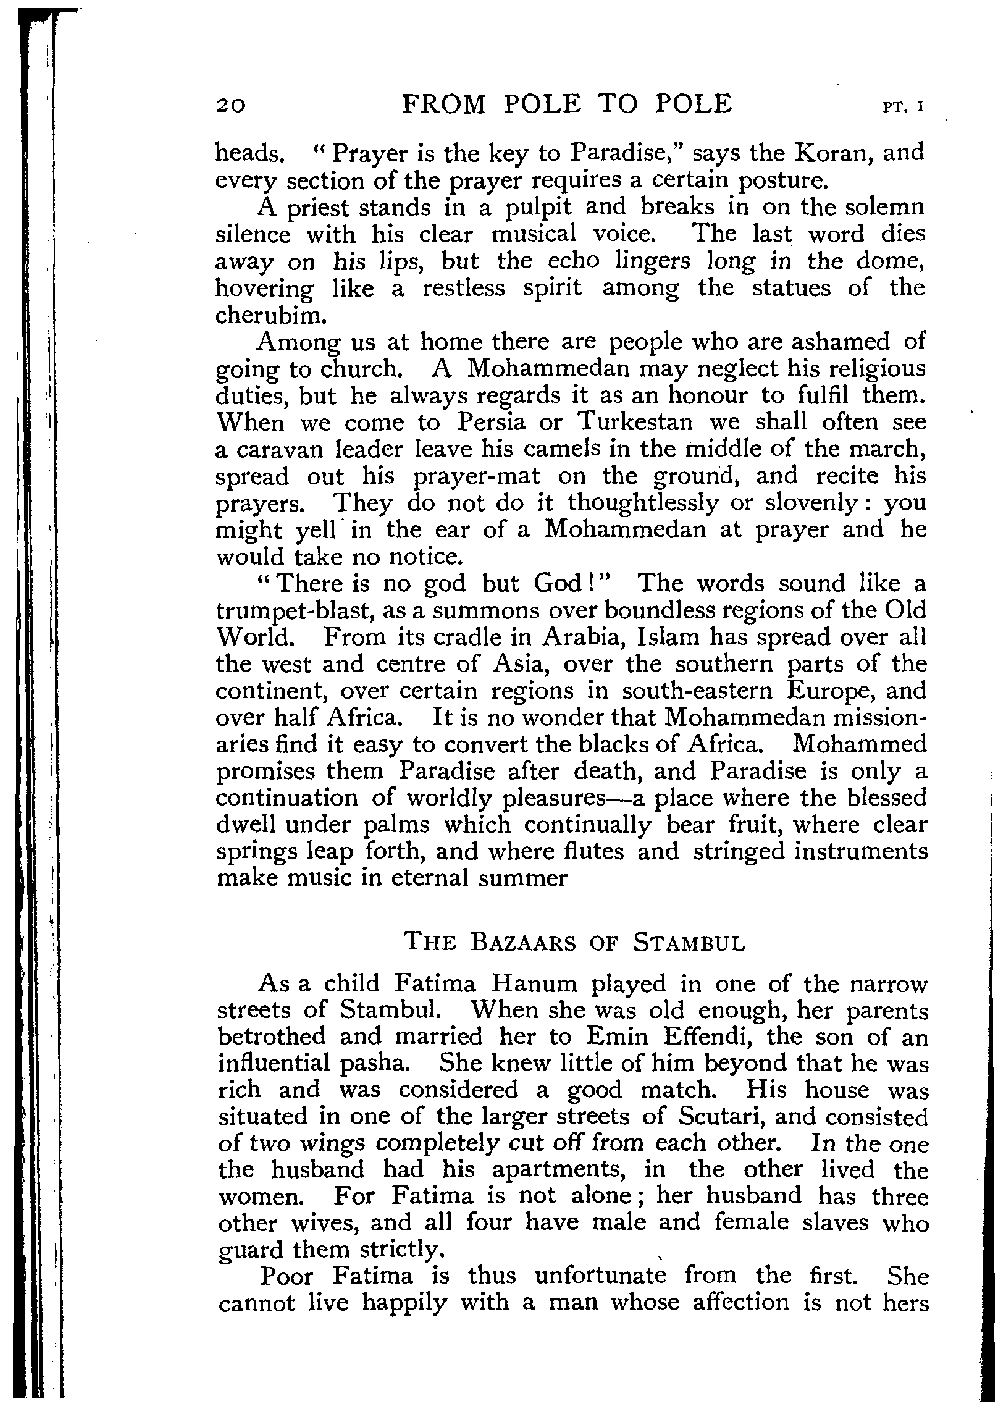 20 FROM POLE TO POLE PT. I
heads. “Prayer is the key to Paradise,” says the Koran, and
every section of the prayer requires a certain posture.
A priest stands in a pulpit and breaks in on the solemn
silence with his clear musical voice. The last word dies
away on his lips, but the echo lingers long in the dome,
hovering like a restless spirit among the statues of the
cherubim.
Among us at home there are people who are ashamed of
going to church. A Mohammedan may neglect his religious
duties, but he always regards it as an honour to fulfil them.
When we come to Persia or Turkestan we shall often see
a caravan leader leave his camels in the middle of the march,
spread out his prayer-mat on the ground, and recite his
prayers. They do not do it thoughtlessly or slovenly: you
might yell in the ear of a Mohammedan at prayer and he
would take no notice.
“There is no god but God!” The words sound like a
trumpet-blast, as a summons over boundless regions of the Old
World. From its cradle in Arabia, Islam has spread over all
the west and centre of Asia, over the southern parts of the
continent, over certain regions in south-eastern Europe, and
over half Africa. It is no wonder that Mohammedan mission-
aries find it easy to convert the blacks of Africa. Mohammed
promises them Paradise after death, and Paradise is only a
continuation of worldly pleasures—a place where the blessed
dwell under palms which continually bear fruit, where clear
springs leap forth, and where flutes and stringed instruments
make music in eternal summer
THE BAZAARS OF STAMBUL
As a child Fatima Hanum played in one of the narrow
streets of Stambul. When she was old enough, her parents
betrothed and married her to Emin Effendi, the son of an
influential pasha. She knew little of him beyond that he was
rich and was considered a good match. His house was
situated in one of the larger streets of Scutari, and consisted
of two wings completely cut off from each other. In the one
the husband had his apartments, in the other lived the
women. For Fatima is not alone; her husband has three
other wives, and all four have male and female slaves who
guard them strictly.
Poor Fatima is thus unfortunate from the first. She
cannot live happily with a man whose affection is not hers